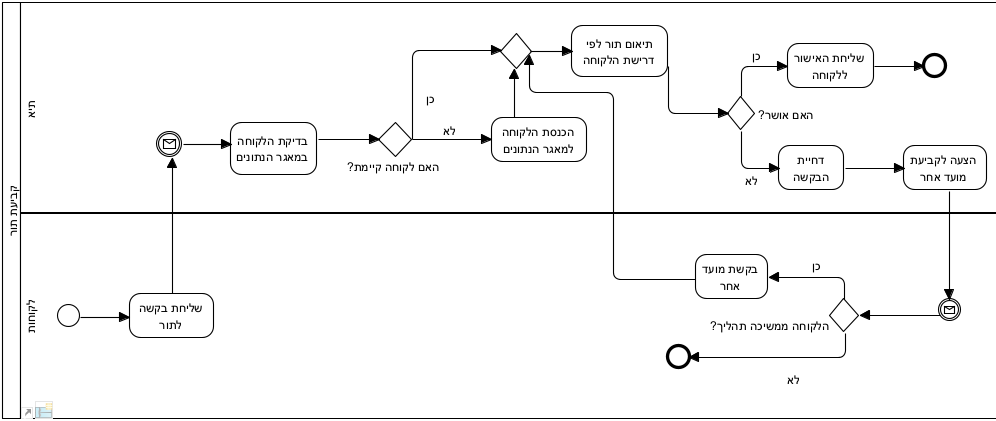 קביעת תור
תיא
לקוחות
שליחת בקשה
לתור
בדיקת הלקוחה
במאגר הנתונים
האם לקוחה קיימת?
כן
לא
הכנסת הלקוחה
למאגר הנתונים
תיאום תור לפי
דרישת הלקוחה
האם אושר?
כן
שליחת האישור
ללקוחה
לא
דחיית
הבקשה
הצעה לקביעת
מועד אחר
הלקוחה ממשיכה תהליך?
כן
בקשת מועד
אחר
לא